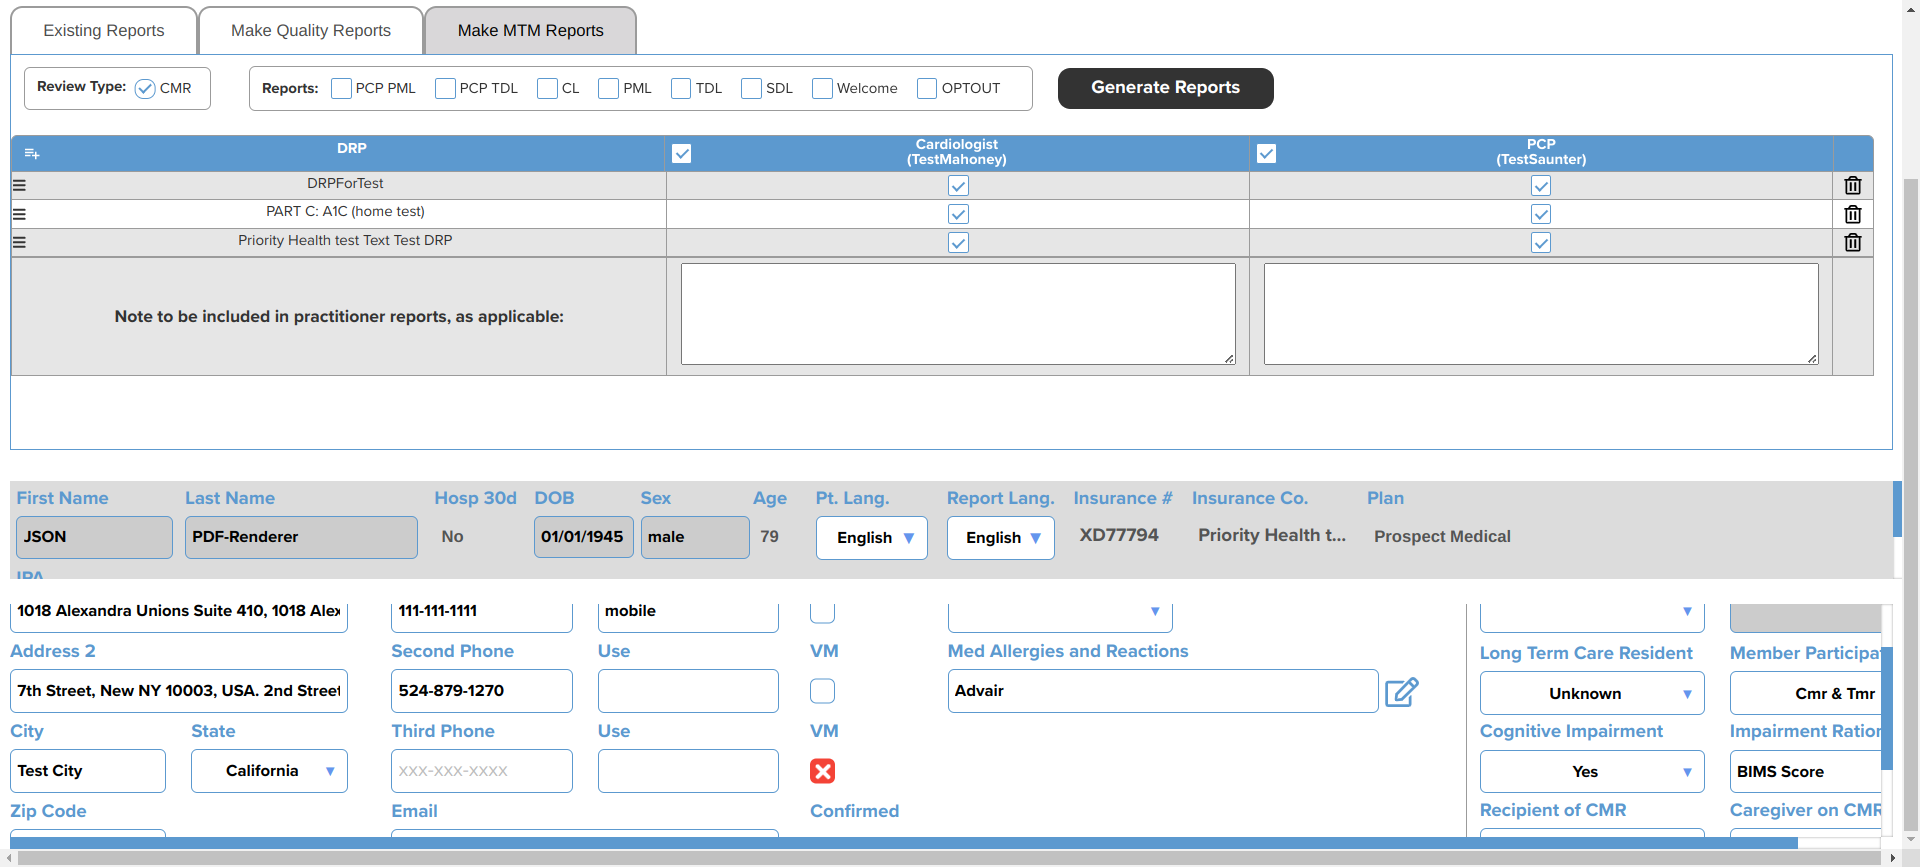 Existing Reports
Make Quality Reports
Make MTM Reports
Review Type: CMR
Reports: PCP PML PCP TDL CL PML TDL SDL Welcome OPTOUT
Generate Reports
DRP
Cardiologist
(TestMahoney)
PCP
(TestSaunter)
DRPForTest
PART C: A1C (home test)
Priority Health test Text Test DRP
Note to be included in practitioner reports, as applicable:
First Name Last Name Hosp 30d DOB Sex Age Pt. Lang. Report Lang. Insurance # Insurance Co. Plan
JSON PDF-Renderer No 01/01/1945 male 79 English English XD77794 Priority Health t... Prospect Medical
IPA
1018 Alexandra Unions Suite 410, 1018 Alex 111-111-1111 mobile
Address 2 Second Phone Use VM Med Allergies and Reactions Long Term Care Resident Member Participat
7th Street, New NY 10003, USA. 2nd Street 524-879-1270 Advair Unknown Cmr & Tmr
City State Third Phone Use VM Cognitive Impairment Impairment Ration
Test City California xxx-xxx-xxxx Yes BIMS Score
Zip Code Email Confirmed Recipient of CMR Caregiver on CMR